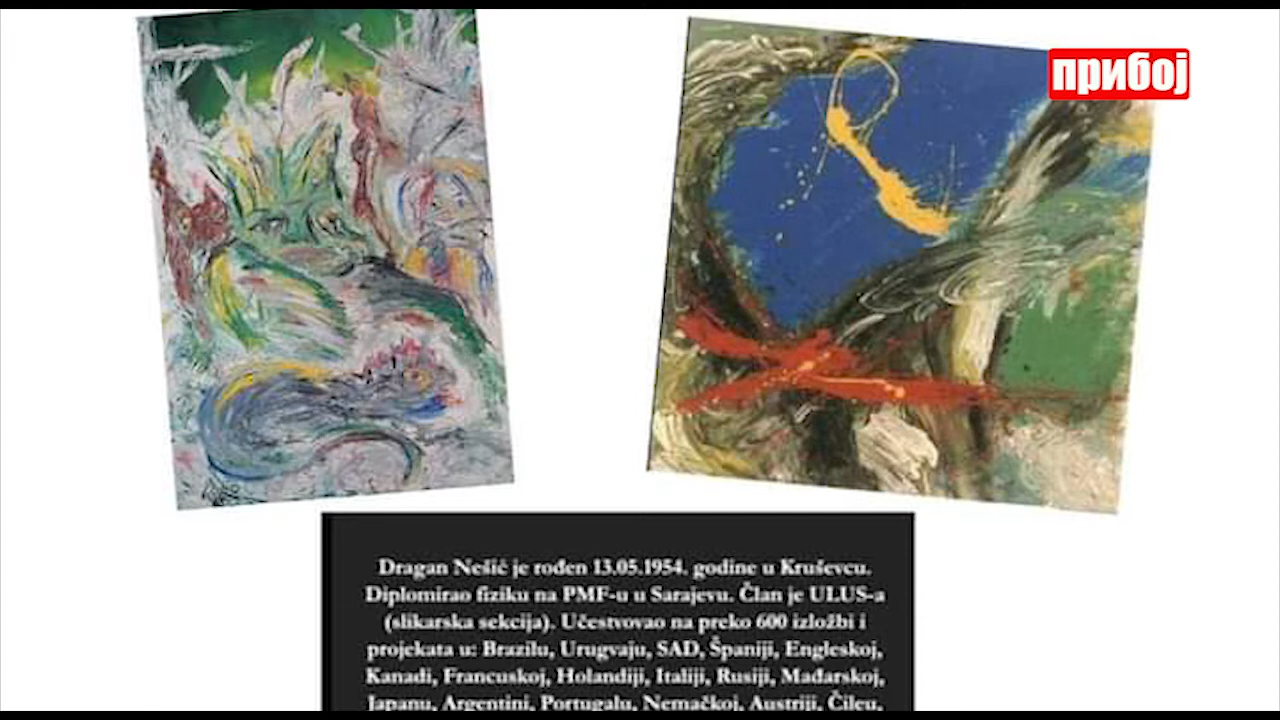 прибој
Dragan Nešić je rođen 13.05.1954. godine u Kruševcu.
Diplomirao fiziku na PMF-u u Sarajevu. Član je ULUS-a
(slikarska sekcija). Učestvovao na preko 600 izložbi i
projekata u: Brazilu, Urugvaju, SAD, Španiji, Engleskoj,
Kanadi, Francuskoj, Holandiji, Italiji, Rusiji, Mađarskoj,
Japanu, Argentini, Portugalu, Nemačkoj, Austriji, Čileu,